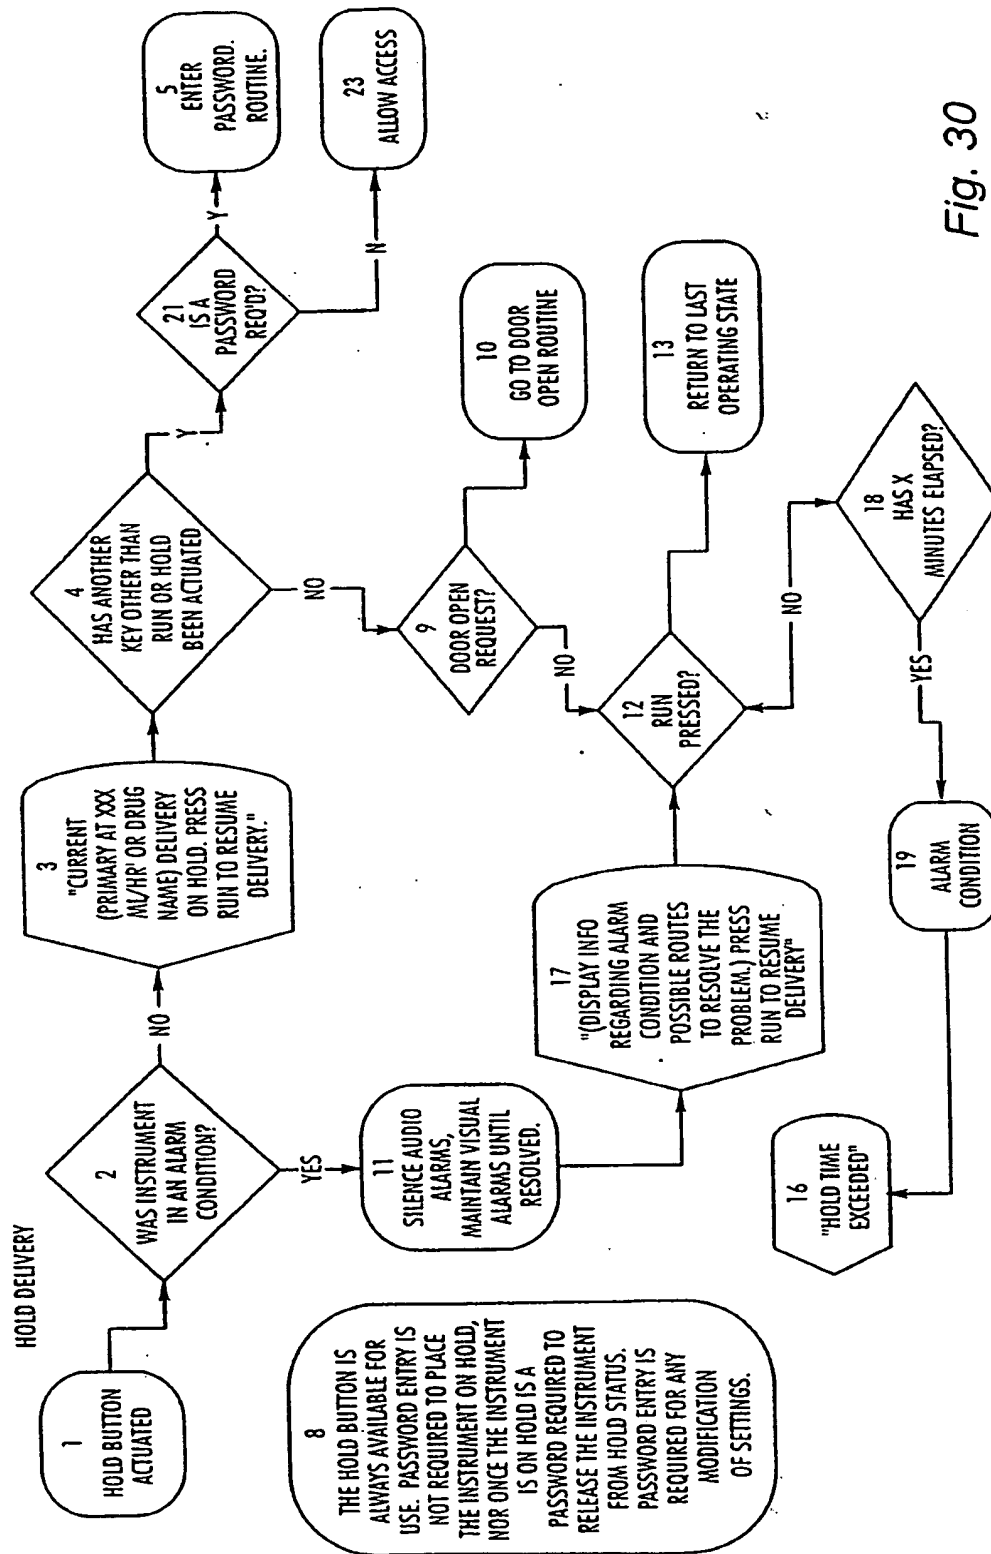 HOLD DELIVERY
1
HOLD BUTTON
ACTUATED
2
WAS INSTRUMENT
IN AN ALARM
CONDITION?
NO
YES
3
"CURRENT
(PRIMARY AT XXX
ML/HR' OR DRUG
NAME) DELIVERY
ON HOLD. PRESS
RUN TO RESUME
DELIVERY."
4
HAS ANOTHER
KEY OTHER THAN
RUN OR HOLD
BEEN ACTUATED
Y
NO
21
IS A
PASSWORD
REQ'D?
Y
N
5
ENTER
PASSWORD.
ROUTINE.
23
ALLOW ACCESS
9
DOOR OPEN
REQUEST?
NO
10
GO TO DOOR
OPEN ROUTINE
11
SILENCE AUDIO
ALARMS,
MAINTAIN VISUAL
ALARMS UNTIL
RESOLVED.
17
"(DISPLAY INFO
REGARDING ALARM
CONDITION AND
POSSIBLE ROUTES
TO RESOLVE THE
PROBLEM.) PRESS
RUN TO RESUME
DELIVERY"
12
RUN
PRESSED?
NO
13
RETURN TO LAST
OPERATING STATE
18
HAS X
MINUTES ELAPSED?
YES
19
ALARM
CONDITION
16
"HOLD TIME
EXCEEDED"
8
THE HOLD BUTTON IS
ALWAYS AVAILABLE FOR
USE. PASSWORD ENTRY IS
NOT REQUIRED TO PLACE
THE INSTRUMENT ON HOLD,
NOR ONCE THE INSTRUMENT
IS ON HOLD IS A
PASSWORD REQUIRED TO
RELEASE THE INSTRUMENT
FROM HOLD STATUS.
PASSWORD ENTRY IS
REQUIRED FOR ANY
MODIFICATION
OF SETTINGS.
Fig. 30